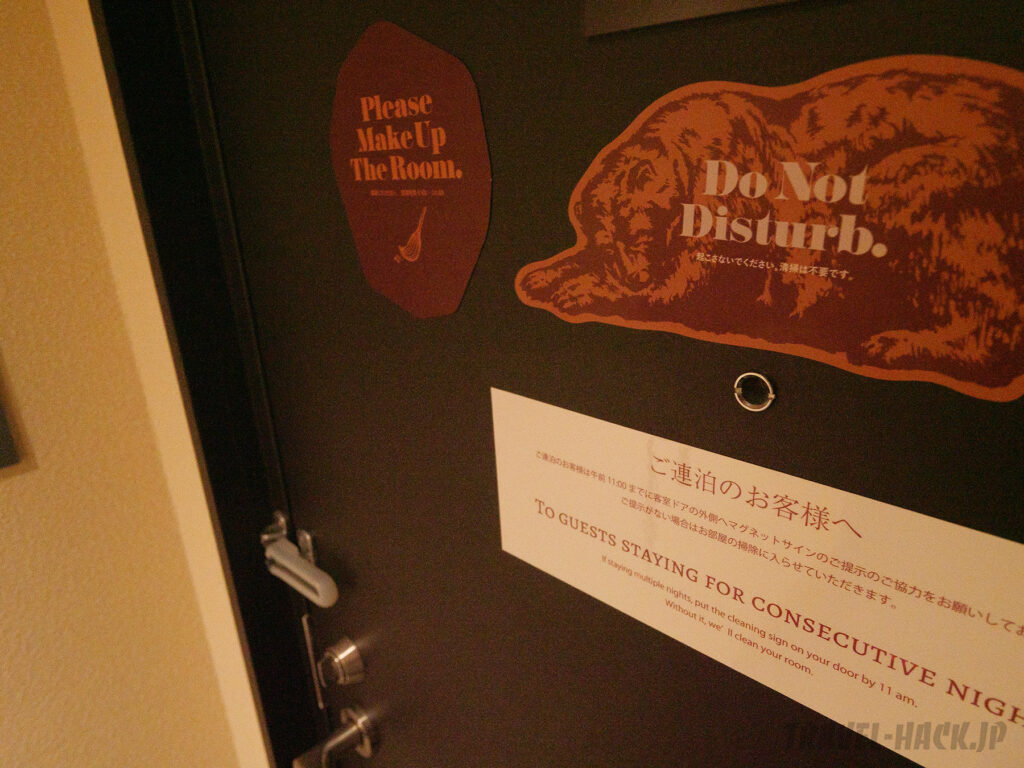 Please
Make Up
The Room.
Do Not
Disturb.
起こさないでください。清掃は不要です。
ご連泊のお客様へ
ご連泊のお客様は午前 11:00 までに客室ドアの外側へマグネットサインのご提示のご協力をお願いしてお
ご提示がない場合はお部屋の掃除に入らせていただきます。
TO GUESTS STAYING FOR CONSECUTIVE NIGH
If staying multiple nights, put the cleaning sign on your door by 11 am.
Without it, we'll clean your room.
TRAVEL-HACK.JP